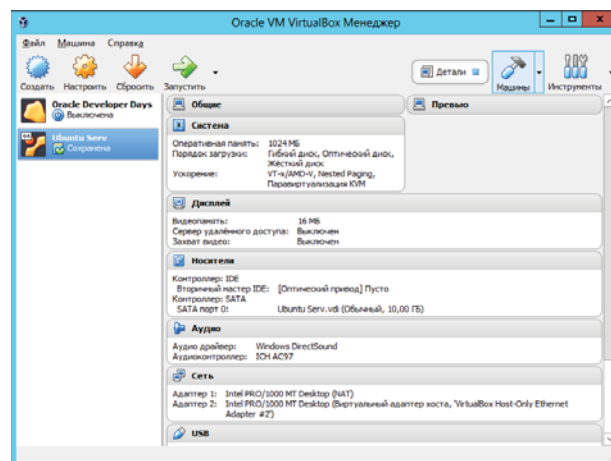 Oracle VM VirtualBox Менеджер
Файл Машина Справка
Создать Настроить Сбросить Запустить
Детали
Машины Инструменты
Oracle Developer Days
Выключена
Ubuntu Serv
Сохранена
Общие
Превью
Система
Оперативная память: 1024 МБ
Порядок загрузки: Гибкий диск, Оптический диск,
Жёсткий диск
Ускорение: VT-x/AMD-V, Nested Paging,
Паравиртуализация KVM
Дисплей
Видеопамять: 16 МБ
Сервер удалённого доступа: Выключен
Захват видео: Выключен
Носители
Контроллер: IDE
Вторичный мастер IDE: [Оптический привод] Пусто
Контроллер: SATA
SATA порт 0: Ubuntu Serv.vdi (Обычный, 10,00 ГБ)
Аудио
Аудио драйвер: Windows DirectSound
Аудиоконтроллер: ICH AC97
Сеть
Адаптер 1: Intel PRO/1000 MT Desktop (NAT)
Адаптер 2: Intel PRO/1000 MT Desktop (Виртуальный адаптер хоста, 'VirtualBox Host-Only Ethernet
Adapter #2')
USB